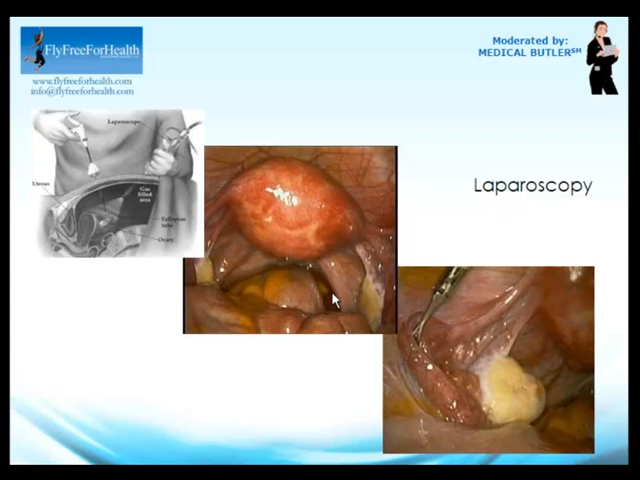 FlyFreeForHealth
www.flyfreeforhealth.com
info@flyfreeforhealth.com
Moderated by:
MEDICAL BUTLER℠
Laparoscope
Uterus
Gas
filled
area
Fallopian
tube
Ovary
Laparoscopy